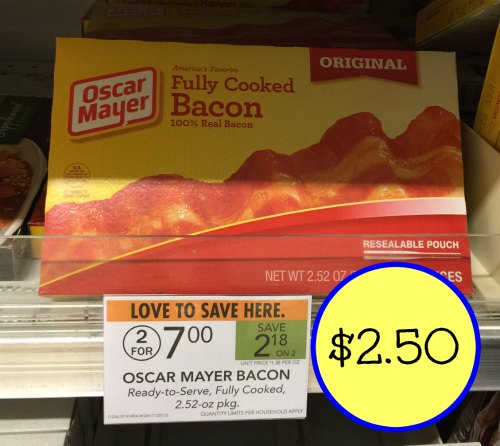 ORIGINAL
America's Favorite
Fully Cooked
Bacon
100% Real Bacon
Oscar
Mayer
RESEALABLE POUCH
NET WT 2.52 OZ
LOVE TO SAVE HERE.
2 FOR 7.00
SAVE
2.18
ON 2
UNIT PRICE
OSCAR MAYER BACON
Ready-to-Serve, Fully Cooked,
2.52-oz pkg.
QUANTITY LIMITS PER HOUSEHOLD APPLY
$2.50